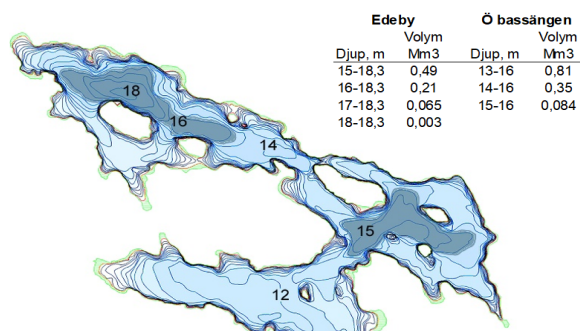 Edeby Ö bassängen
Volym Volym
Djup, m Mm3 Djup, m Mm3
15-18,3 0,49 13-16 0,81
16-18,3 0,21 14-16 0,35
17-18,3 0,065 15-16 0,084
18-18,3 0,003
18
16
14
15
12